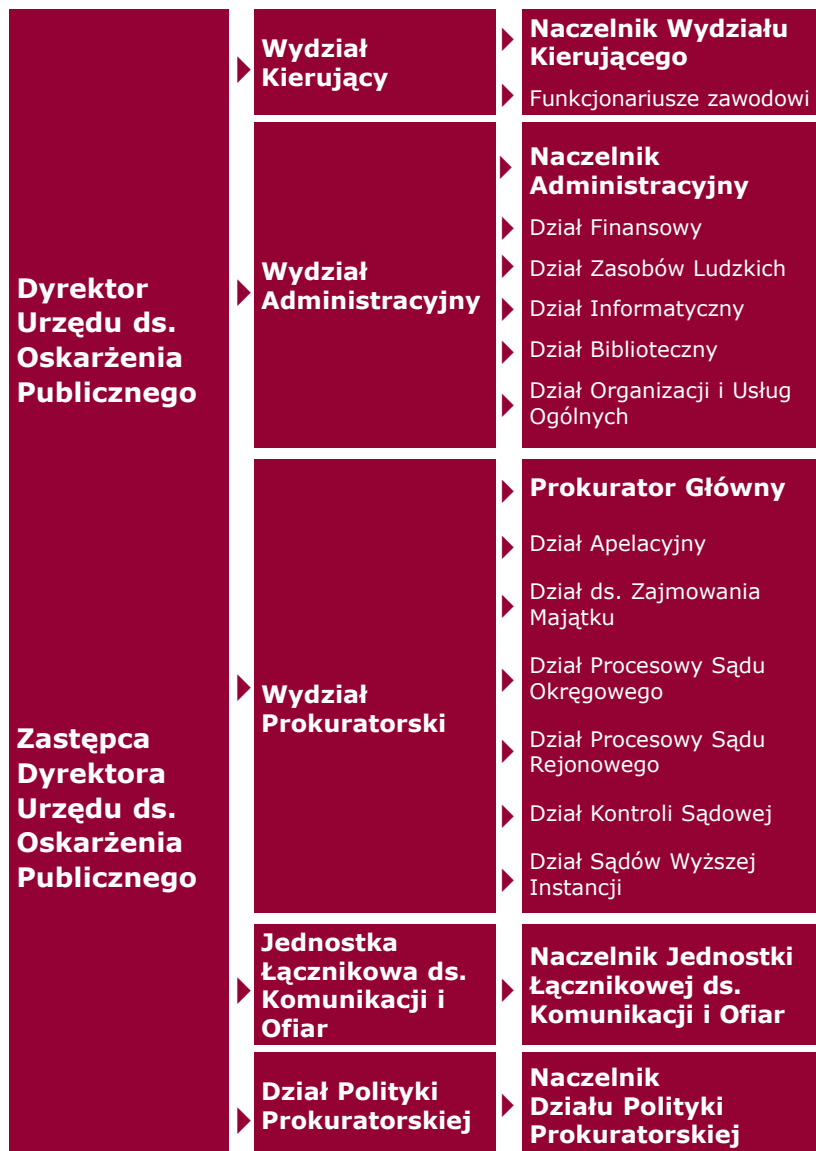 Dyrektor
Urzędu ds.
Oskarżenia
Publicznego
Zastępca
Dyrektora
Urzędu ds.
Oskarżenia
Publicznego
Wydział
Kierujący
Naczelnik Wydziału
Kierującego
Funkcjonariusze zawodowi
Wydział
Administracyjny
Naczelnik
Administracyjny
Dział Finansowy
Dział Zasobów Ludzkich
Dział Informatyczny
Dział Biblioteczny
Dział Organizacji i Usług
Ogólnych
Wydział
Prokuratorski
Prokurator Główny
Dział Apelacyjny
Dział ds. Zajmowania
Majątku
Dział Procesowy Sądu
Okręgowego
Dział Procesowy Sądu
Rejonowego
Dział Kontroli Sądowej
Dział Sądów Wyższej
Instancji
Jednostka
Łącznikowa ds.
Komunikacji i
Ofiar
Naczelnik Jednostki
Łącznikowej ds.
Komunikacji i Ofiar
Dział Polityki
Prokuratorskiej
Naczelnik
Działu Polityki
Prokuratorskiej